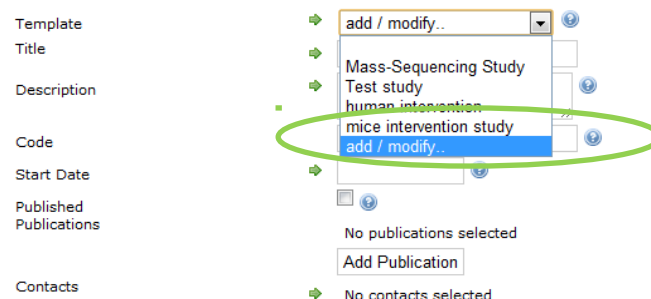 Template
add / modify..
Title
Mass-Sequencing Study
Description
Test study
human intervention
mice intervention study
Code
add / modify..
Start Date
Published
Publications
No publications selected
Add Publication
Contacts
No contacts selected